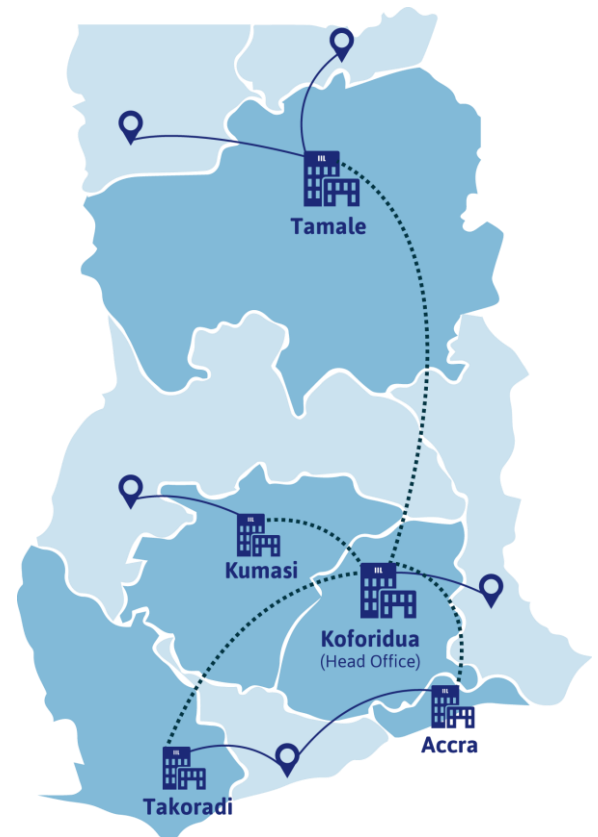 Tamale
Kumasi
Koforidua
(Head Office)
Accra
Takoradi